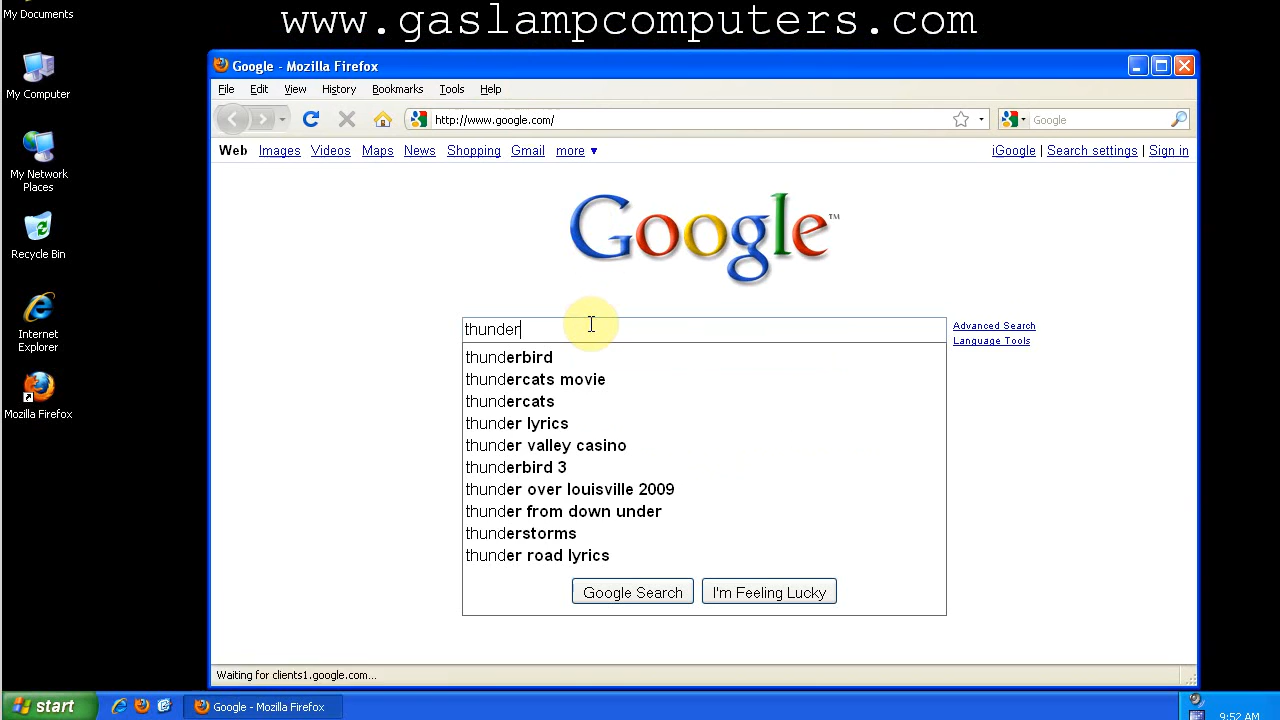 www.gaslampcomputers.com
My Documents
My Computer
My Network
Places
Recycle Bin
Internet
Explorer
Mozilla Firefox
Google - Mozilla Firefox
File Edit View History Bookmarks Tools Help
http://www.google.com/ Google
Web Images Videos Maps News Shopping Gmail more ▼ iGoogle | Search settings | Sign in
Google™
thunder
Advanced Search
Language Tools
thunderbird
thundercats movie
thundercats
thunder lyrics
thunder valley casino
thunderbird 3
thunder over louisville 2009
thunder from down under
thunderstorms
thunder road lyrics
Google Search I'm Feeling Lucky
Waiting for clients1.google.com...
start Google - Mozilla Firefox 9:52 AM